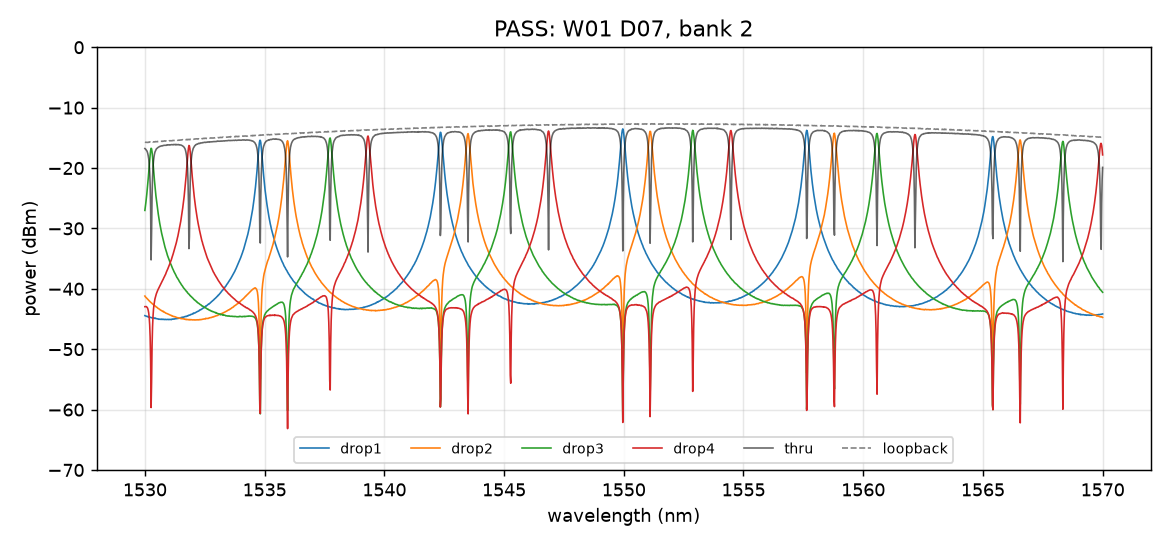 PASS: W01 D07, bank 2
power (dBm)
0
−10
−20
−30
−40
−50
−60
−70
drop1 drop2 drop3 drop4 thru loopback
1530 1535 1540 1545 1550 1555 1560 1565 1570
wavelength (nm)